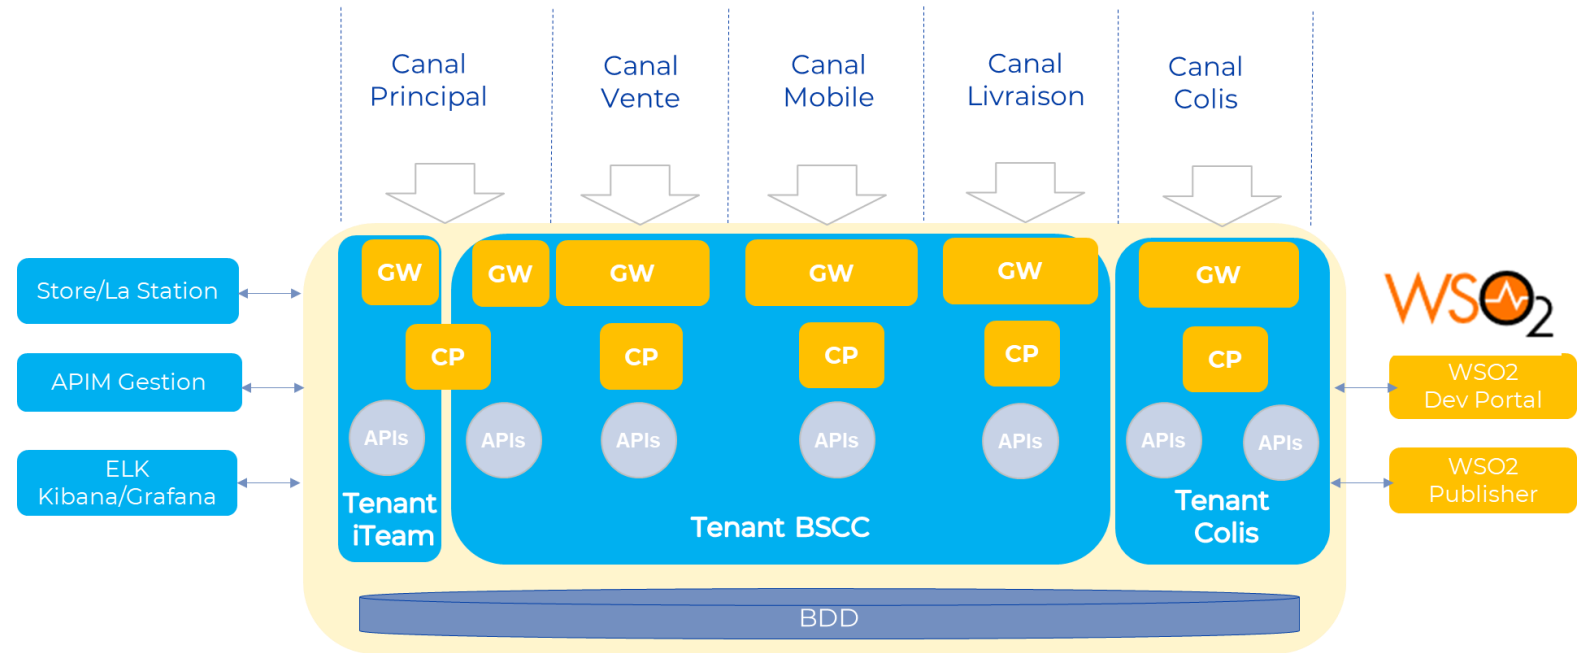 Canal
Principal
Canal
Vente
Canal
Mobile
Canal
Livraison
Canal
Colis
GW
GW
GW
GW
GW
GW
CP
CP
CP
CP
CP
APIs
APIs
APIs
APIs
APIs
APIs
APIs
Tenant
iTeam
Tenant BSCC
Tenant
Colis
BDD
Store/La Station
APIM Gestion
ELK
Kibana/Grafana
WSO2
WSO2
Dev Portal
WSO2
Publisher